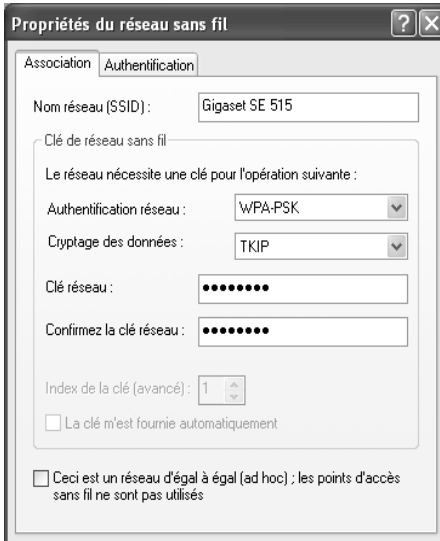 Propriétés du réseau sans fil
Association
Authentification
Nom réseau (SSID) :
Gigaset SE 515
Clé de réseau sans fil
Le réseau nécessite une clé pour l'opération suivante :
Authentification réseau :
WPA-PSK
Cryptage des données :
TKIP
Clé réseau :
••••••••
Confirmez la clé réseau :
••••••••
Index de la clé (avancé) :
1
La clé m'est fournie automatiquement
Ceci est un réseau d'égal à égal (ad hoc) ; les points d'accès
sans fil ne sont pas utilisés